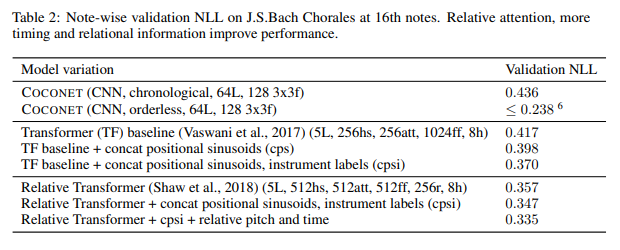 Table 2: Note-wise validation NLL on J.S.Bach Chorales at 16th notes. Relative attention, more
timing and relational information improve performance.
Model variation Validation NLL
COCONET (CNN, chronological, 64L, 128 3x3f) 0.436
COCONET (CNN, orderless, 64L, 128 3x3f) ≤ 0.238 6
Transformer (TF) baseline (Vaswani et al., 2017) (5L, 256hs, 256att, 1024ff, 8h) 0.417
TF baseline + concat positional sinusoids (cps) 0.398
TF baseline + concat positional sinusoids, instrument labels (cpsi) 0.370
Relative Transformer (Shaw et al., 2018) (5L, 512hs, 512att, 512ff, 256r, 8h) 0.357
Relative Transformer + concat positional sinusoids, instrument labels (cpsi) 0.347
Relative Transformer + cpsi + relative pitch and time 0.335